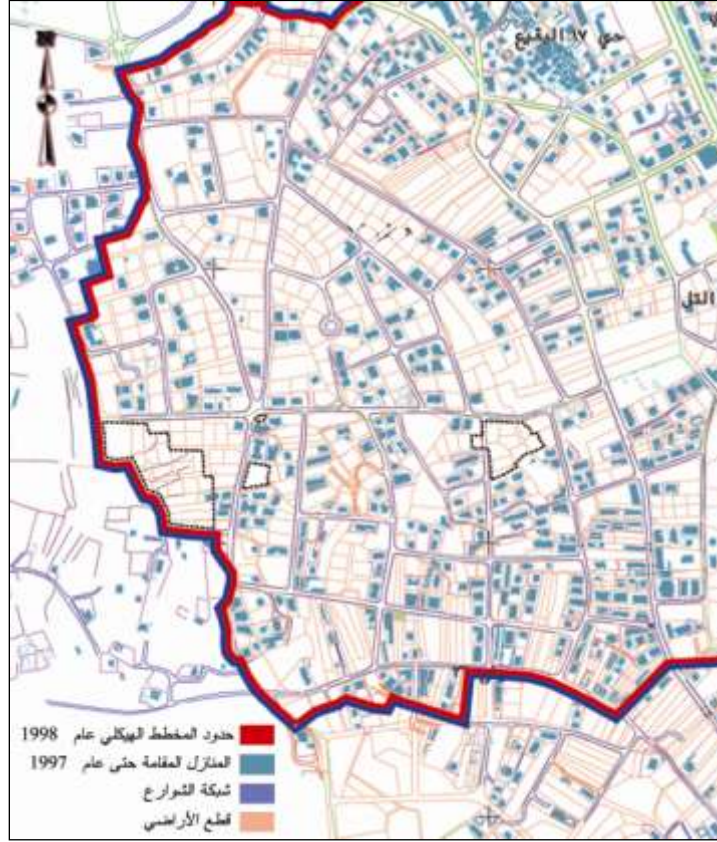 حي ١٧ البقيع
التل
حدود المخطط الهيكلي عام 1998
المنازل المقامة حتى عام 1997
شبكة الشوارع
قطع الأراضي